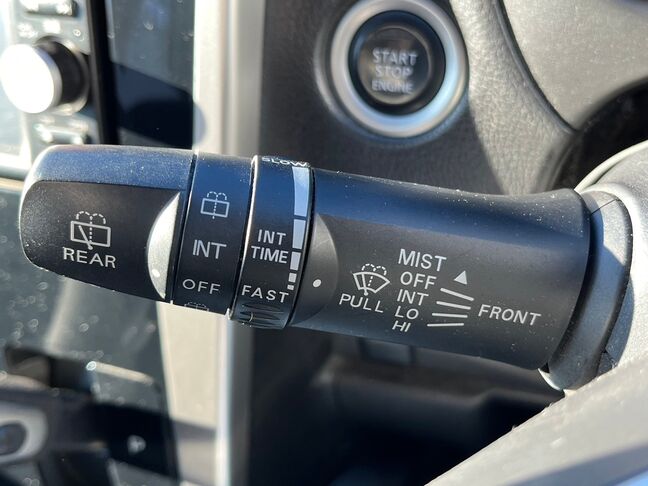 START
STOP
ENGINE
REAR
INT
OFF
SLOW
INT
TIME
FAST
PULL
MIST
OFF
INT
LO
HI
FRONT